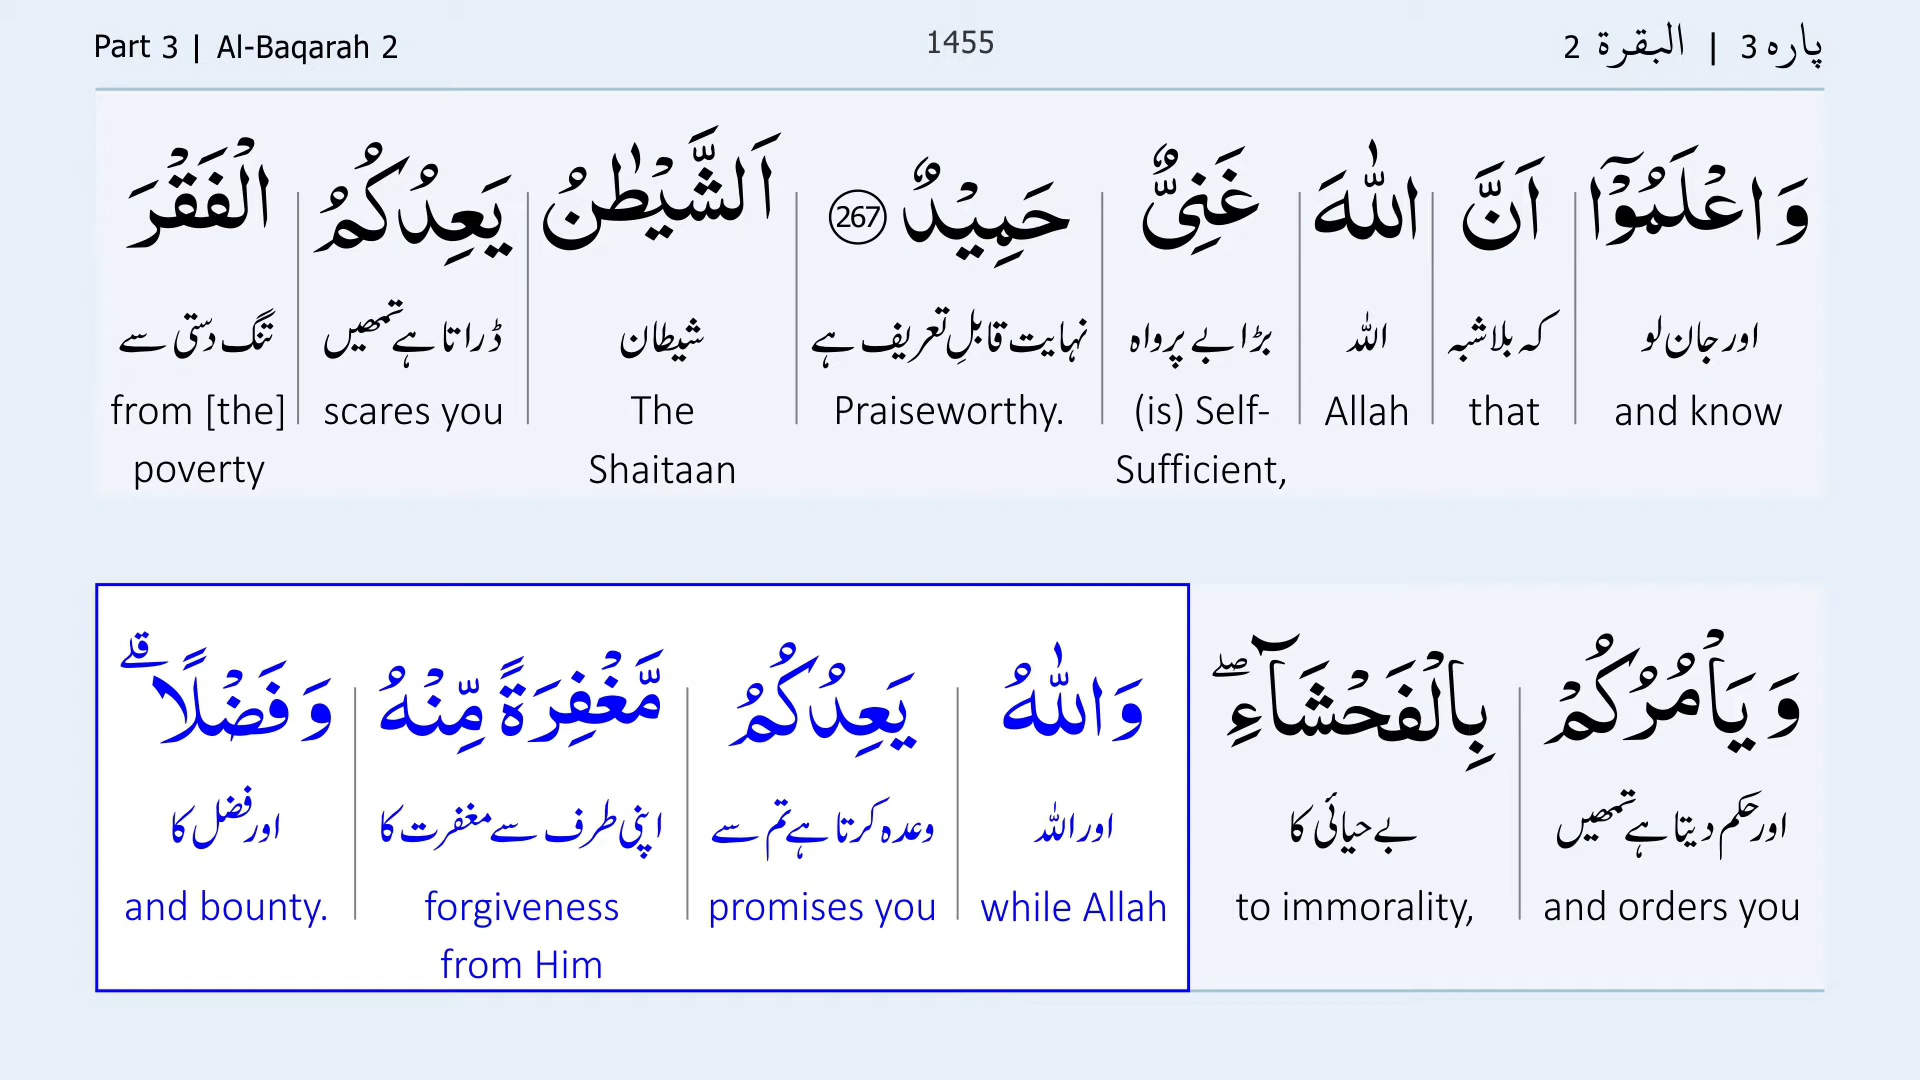 Part 3 | Al-Baqarah 2
1455
پارہ 3 | البقرة 2
وَاعْلَمُوْٓا اَنَّ اللّٰهَ غَنِىٌّ حَمِيْدٌ ﴿267﴾ اَلشَّيْطٰنُ يَعِدُكُمُ الْفَقْرَ
اور جان لو کہ بلاشبہ اللہ بڑا بے پرواہ نہایت قابلِ تعریف ہے شیطان ڈراتا ہے تمھیں تنگ دستی سے
and know that Allah (is) Self- Praiseworthy. The scares you from [the]
Sufficient, Shaitaan poverty
وَيَاْمُرُكُمْ بِالْفَحْشَآءِ ۖ وَاللّٰهُ يَعِدُكُمْ مَّغْفِرَةً مِّنْهُ وَفَضْلًا ۗ
اور حکم دیتا ہے تمھیں بے حیائی کا اور اللہ وعدہ کرتا ہے تم سے اپنی طرف سے مغفرت کا اور فضل کا
and orders you to immorality, while Allah promises you forgiveness and bounty.
from Him